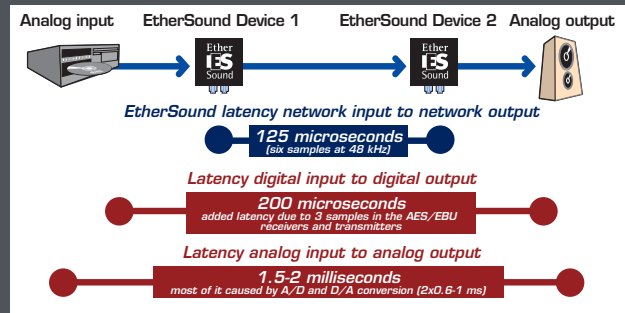 Analog input EtherSound Device 1 EtherSound Device 2 Analog output
Ether Ether
ES ES
Sound Sound
EtherSound latency network input to network output
125 microseconds
(six samples at 48 kHz)
Latency digital input to digital output
200 microseconds
added latency due to 3 samples in the AES/EBU
receivers and transmitters
Latency analog input to analog output
1.5-2 milliseconds
most of it caused by A/D and D/A conversion (2x0.6-1 ms)